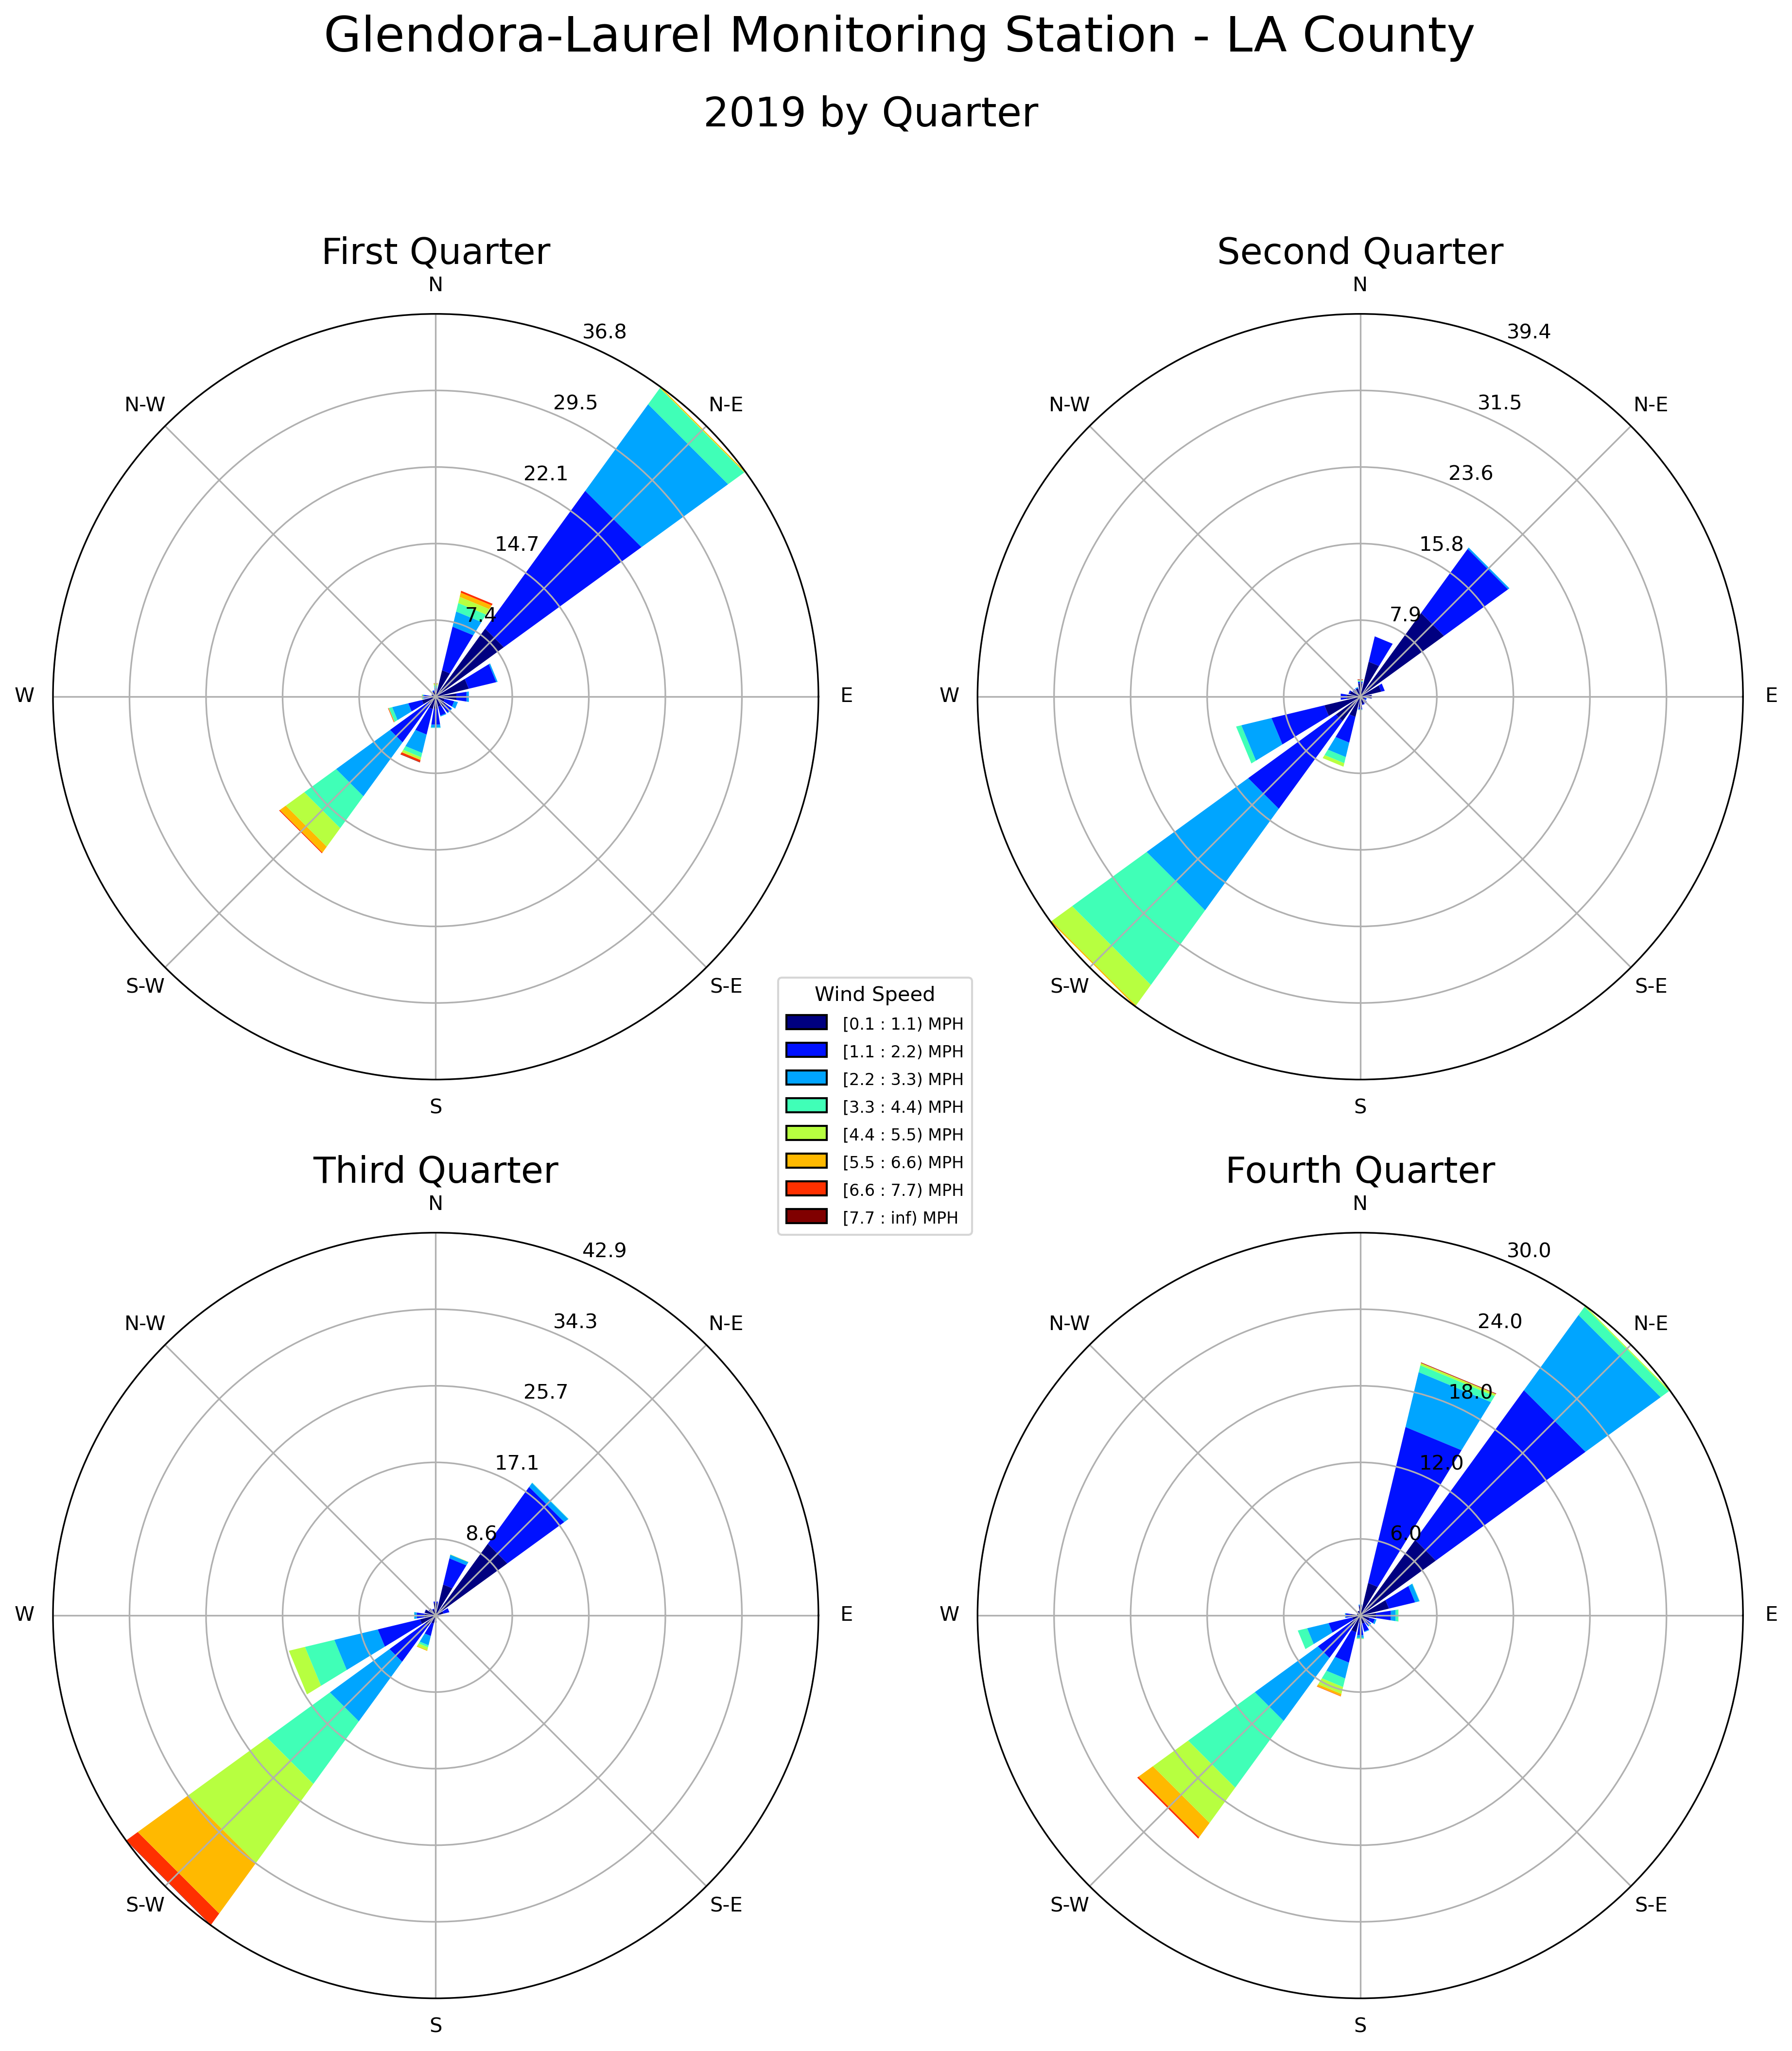 Glendora-Laurel Monitoring Station - LA County
2019 by Quarter
First Quarter
N
36.8
29.5
22.1
14.7
7.4
N-W
N-E
W
E
S-W
S-E
S
Second Quarter
N
39.4
31.5
23.6
15.8
7.9
N-W
N-E
W
E
S-W
S-E
S
Wind Speed
[0.1 : 1.1) MPH
[1.1 : 2.2) MPH
[2.2 : 3.3) MPH
[3.3 : 4.4) MPH
[4.4 : 5.5) MPH
[5.5 : 6.6) MPH
[6.6 : 7.7) MPH
[7.7 : inf) MPH
Third Quarter
N
42.9
34.3
25.7
17.1
8.6
N-W
N-E
W
E
S-W
S-E
S
Fourth Quarter
N
30.0
24.0
18.0
12.0
6.0
N-W
N-E
W
E
S-W
S-E
S